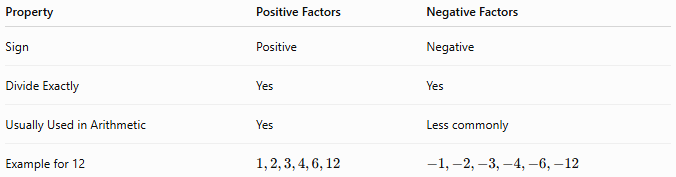 Property Positive Factors Negative Factors
Sign Positive Negative
Divide Exactly Yes Yes
Usually Used in Arithmetic Yes Less commonly
Example for 12 1, 2, 3, 4, 6, 12 −1, −2, −3, −4, −6, −12